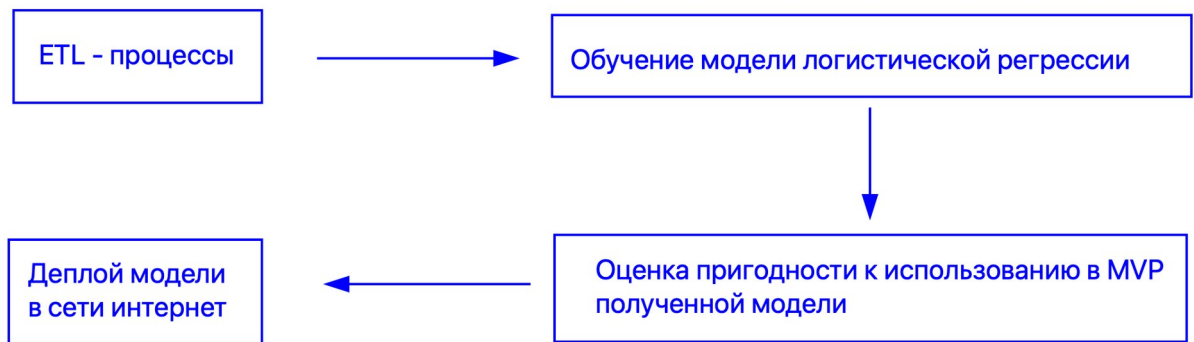 ETL - процессы
Обучение модели логистической регрессии
Оценка пригодности к использованию в MVP
полученной модели
Деплой модели
в сети интернет